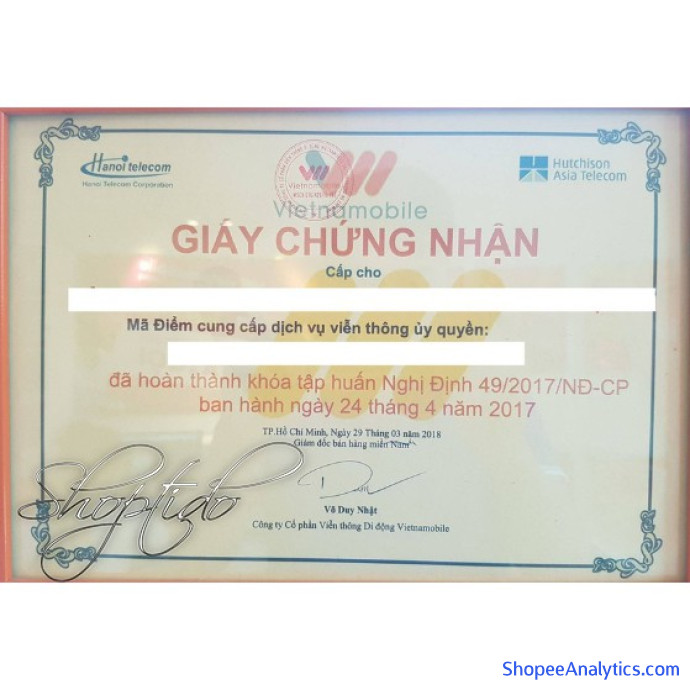 Hanoi telecom
Hanoi Telecom Corporation
Vietnamobile
Hutchison
Asia Telecom
Vietnamobile
GIẤY CHỨNG NHẬN
Cấp cho
Mã Điểm cung cấp dịch vụ viễn thông ủy quyền:
đã hoàn thành khóa tập huấn Nghị Định 49/2017/NĐ-CP
ban hành ngày 24 tháng 4 năm 2017
TP.Hồ Chí Minh, Ngày 29 Tháng 03 năm 2018
Giám đốc bán hàng miền Nam
Shoptido
Võ Duy Nhật
Công ty Cổ phần Viễn thông Di động Vietnamobile
ShopeeAnalytics.com